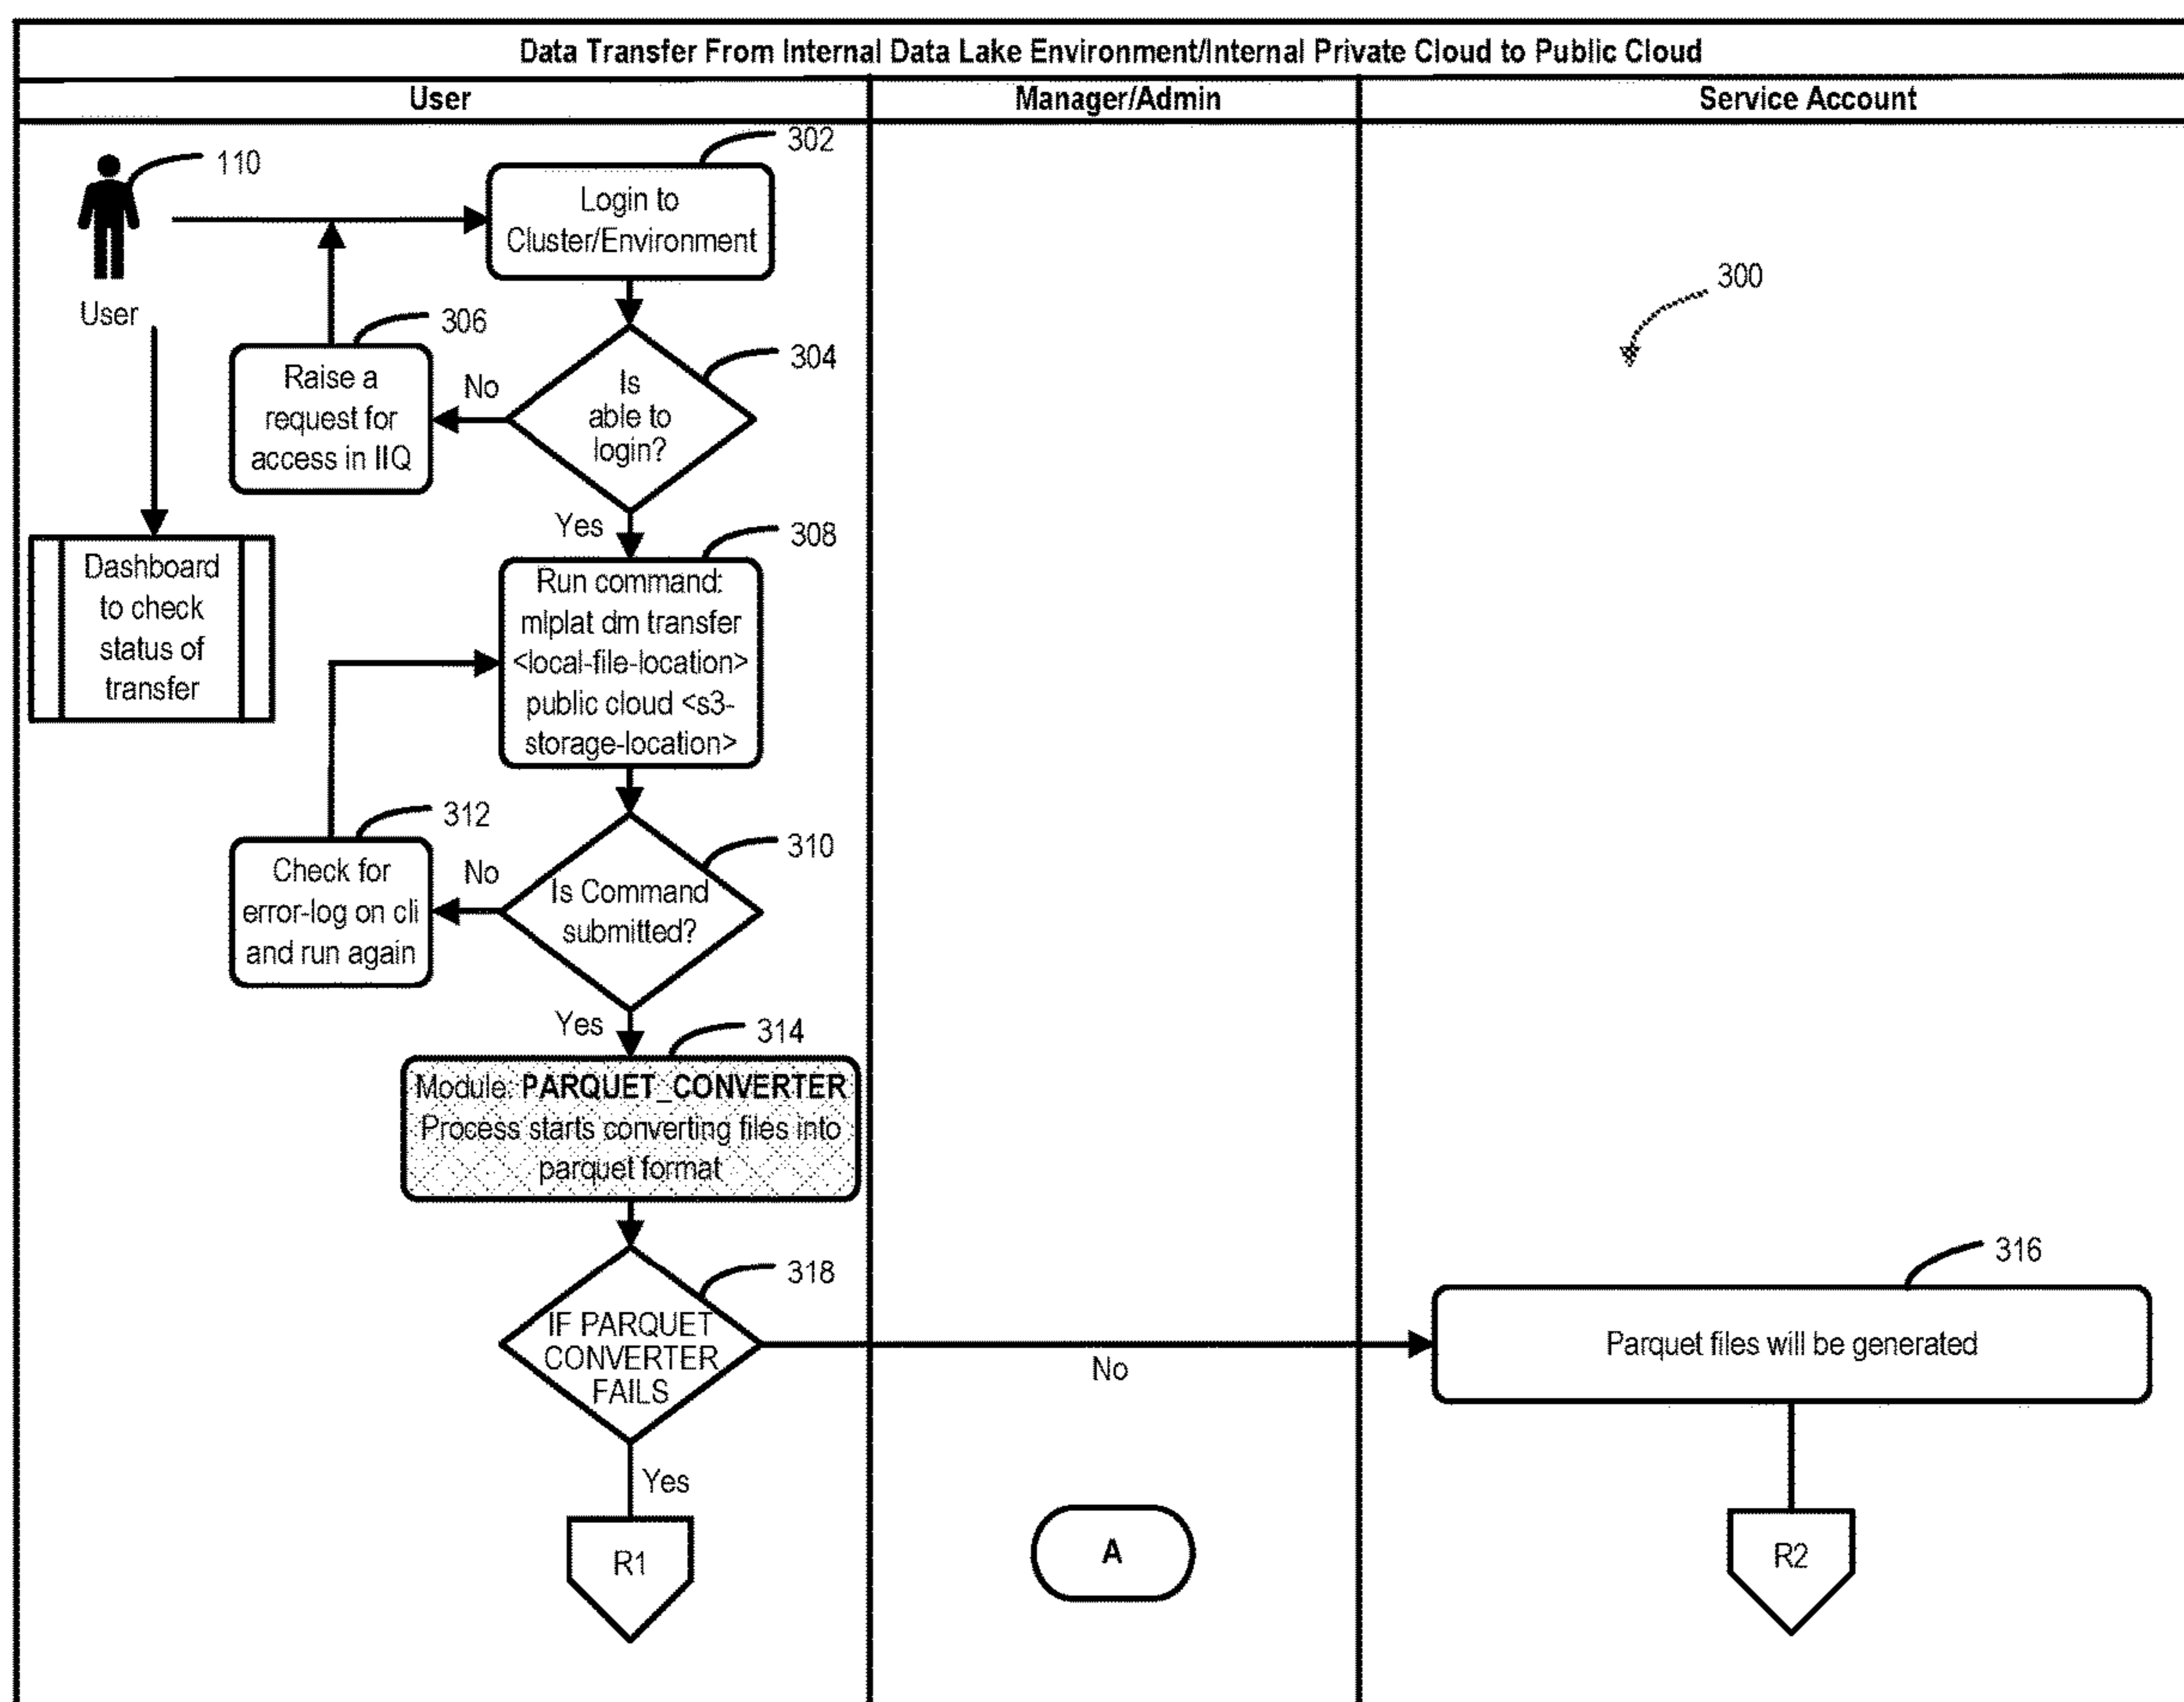 Data Transfer From Internal Data Lake Environment/Internal Private Cloud to Public Cloud
User
Manager/Admin
Service Account
110
User
302
Login to
Cluster/Environment
300
306
Raise a
request for
access in IIQ
No
304
Is
able to
login?
Yes
Dashboard
to check
status of
transfer
308
Run command:
mlplat dm transfer
<local-file-location>
public cloud <s3-
storage-location>
312
Check for
error-log on cli
and run again
No
310
Is Command
submitted?
Yes
314
Module: PARQUET_CONVERTER
Process starts converting files into
parquet format
318
IF PARQUET
CONVERTER
FAILS
No
316
Parquet files will be generated
Yes
R1
A
R2